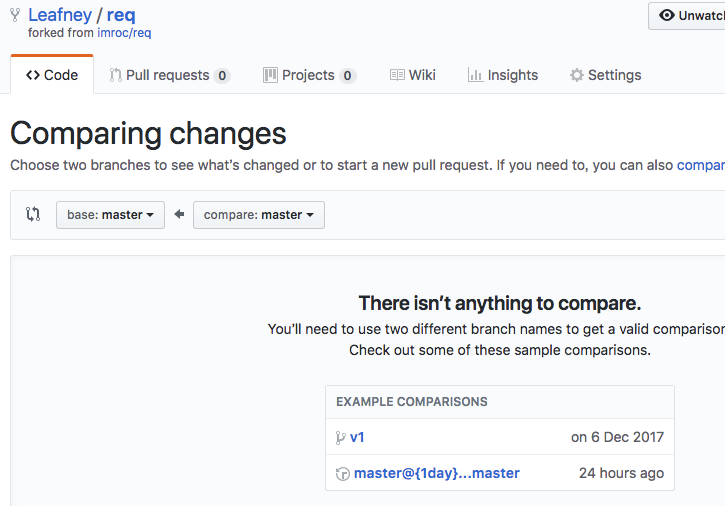 Leafney / req
forked from imroc/req
Unwatch
Code Pull requests 0 Projects 0 Wiki Insights Settings
Comparing changes
Choose two branches to see what's changed or to start a new pull request. If you need to, you can also compar
base: master compare: master
There isn't anything to compare.
You'll need to use two different branch names to get a valid comparison
Check out some of these sample comparisons.
EXAMPLE COMPARISONS
v1 on 6 Dec 2017
master@{1day}...master 24 hours ago